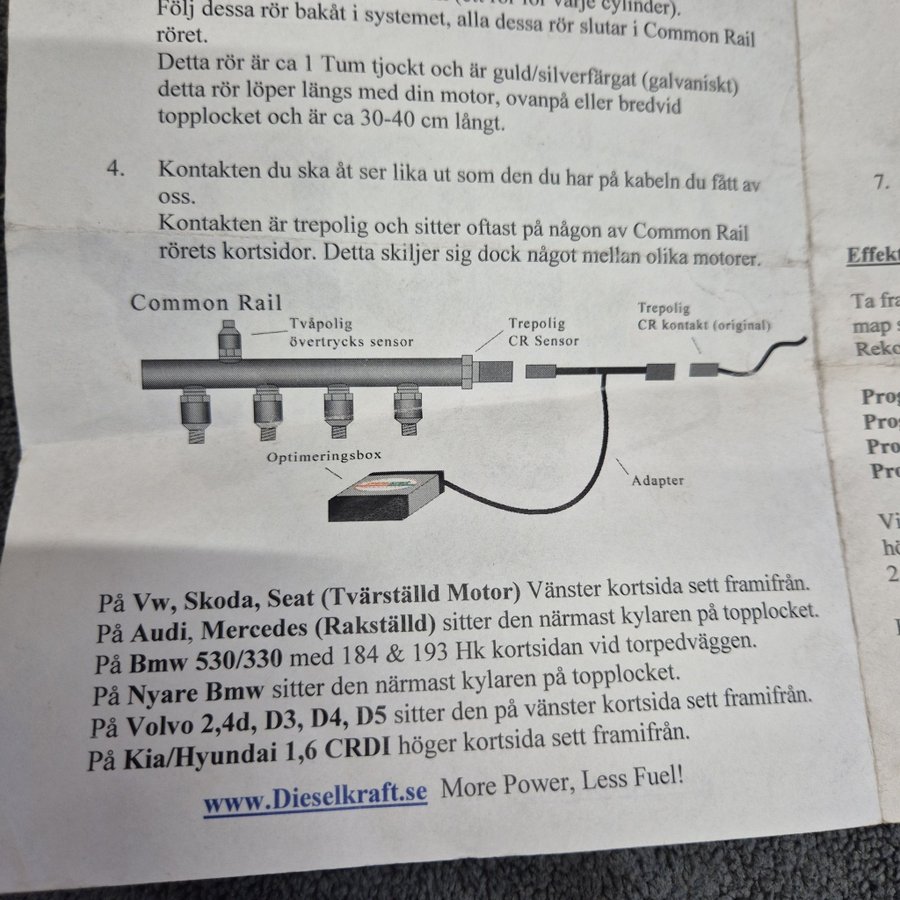 varje cylinder).
Följ dessa rör bakåt i systemet, alla dessa rör slutar i Common Rail
röret.
Detta rör är ca 1 Tum tjockt och är guld/silverfärgat (galvaniskt)
detta rör löper längs med din motor, ovanpå eller bredvid
topplocket och är ca 30-40 cm långt.
4. Kontakten du ska åt ser lika ut som den du har på kabeln du fått av
oss.
Kontakten är trepolig och sitter oftast på någon av Common Rail
rörets kortsidor. Detta skiljer sig dock något mellan olika motorer.
Common Rail
Tvåpolig
övertrycks sensor
Trepolig
CR Sensor
Trepolig
CR kontakt (original)
Optimeringsbox
Adapter
På Vw, Skoda, Seat (Tvärställd Motor) Vänster kortsida sett framifrån.
På Audi, Mercedes (Rakställd) sitter den närmast kylaren på topplocket.
På Bmw 530/330 med 184 & 193 Hk kortsidan vid torpedväggen.
På Nyare Bmw sitter den närmast kylaren på topplocket.
På Volvo 2,4d, D3, D4, D5 sitter den på vänster kortsida sett framifrån.
På Kia/Hyundai 1,6 CRDI höger kortsida sett framifrån.
www.Dieselkraft.se More Power, Less Fuel!
7.
Effekt
Ta fra
map s
Reko
Prog
Prog
Pro
Pro
Vi
hö
2